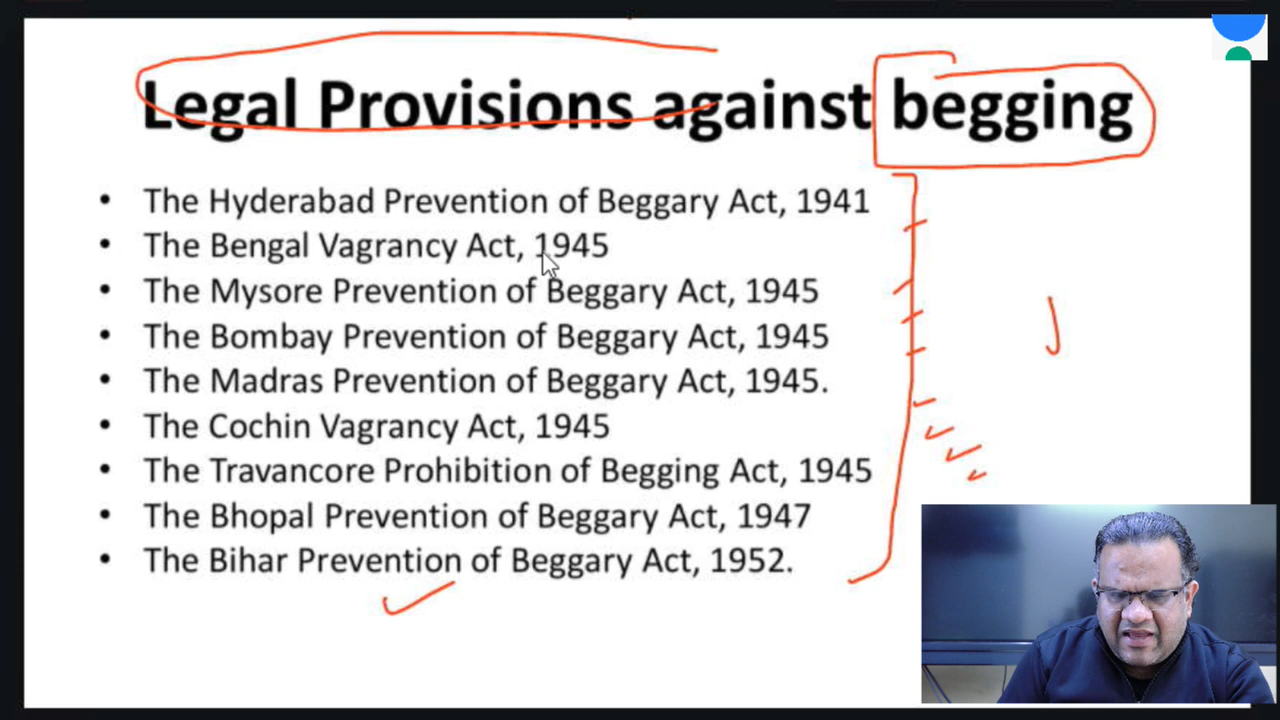 Legal Provisions against begging
• The Hyderabad Prevention of Beggary Act, 1941
• The Bengal Vagrancy Act, 1945
• The Mysore Prevention of Beggary Act, 1945
• The Bombay Prevention of Beggary Act, 1945
• The Madras Prevention of Beggary Act, 1945.
• The Cochin Vagrancy Act, 1945
• The Travancore Prohibition of Begging Act, 1945
• The Bhopal Prevention of Beggary Act, 1947
• The Bihar Prevention of Beggary Act, 1952.